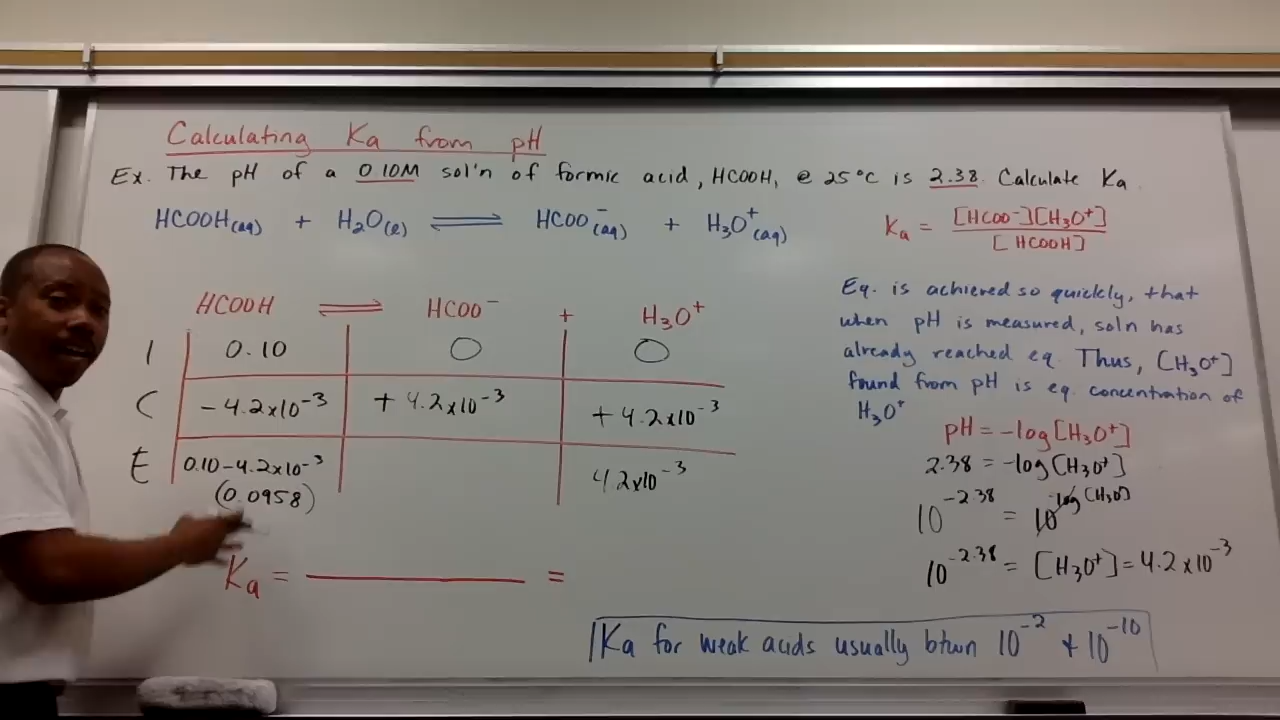 Calculating Ka from pH
Ex. The pH of a 0.10M sol'n of formic acid, HCOOH, @ 25°C is 2.38. Calculate Ka.
HCOOH(aq) + H₂O(l) ⇌ HCOO⁻(aq) + H₃O⁺(aq)
Ka = [HCOO⁻][H₃O⁺] / [HCOOH]
HCOOH ⇌ HCOO⁻ + H₃O⁺
I 0.10 0 0
C - 4.2x10⁻³ + 4.2x10⁻³ + 4.2x10⁻³
E 0.10-4.2x10⁻³ 4.2x10⁻³
(0.0958)
Ka = ________ =
Eq. is achieved so quickly, that
when pH is measured, soln has
already reached eq. Thus, [H₃O⁺]
found from pH is eq. concentration of
H₃O⁺
pH = -log[H₃O⁺]
2.38 = -log[H₃O⁺]
10^-2.38 = 10^log[H₃O]
10^-2.38 = [H₃O⁺] = 4.2x10⁻³
Ka for weak acids usually btwn 10⁻² + 10⁻¹⁰